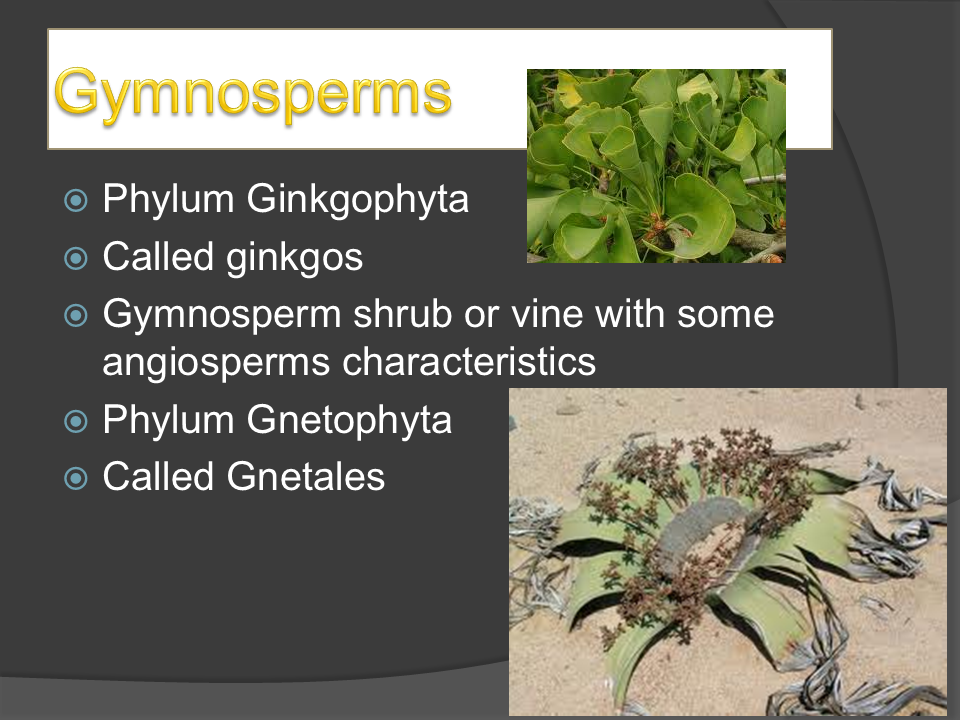 Gymnosperms
Phylum Ginkgophyta
Called ginkgos
Gymnosperm shrub or vine with some
angiosperms characteristics
Phylum Gnetophyta
Called Gnetales